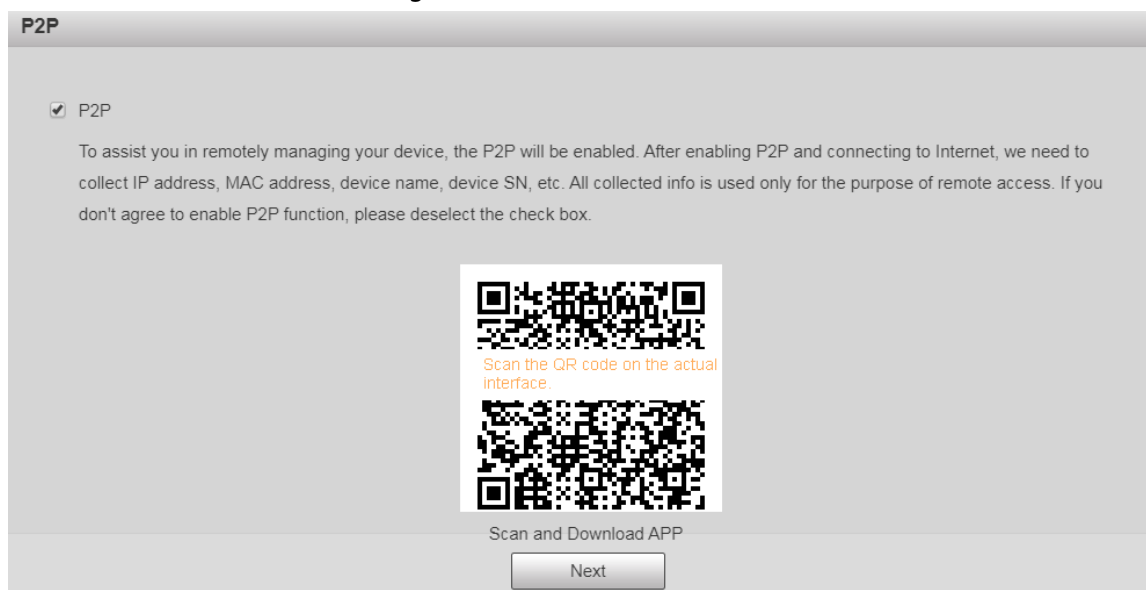 P2P
P2P
To assist you in remotely managing your device, the P2P will be enabled. After enabling P2P and connecting to Internet, we need to
collect IP address, MAC address, device name, device SN, etc. All collected info is used only for the purpose of remote access. If you
don't agree to enable P2P function, please deselect the check box.
Scan the QR code on the actual
interface.
Scan and Download APP
Next